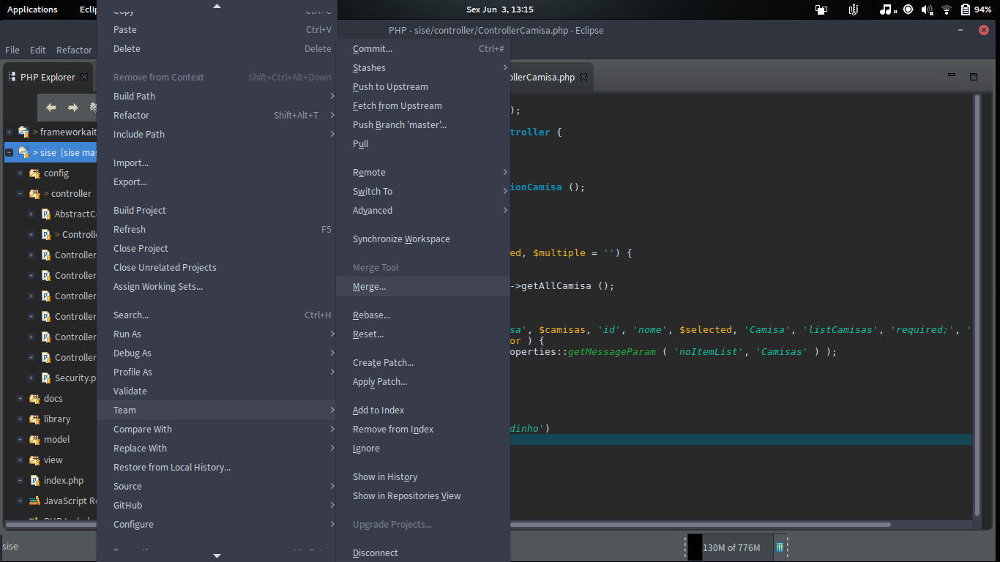 Applications
Eclip
Sex Jun 3, 13:15
94%
PHP - sise/controller/ControllerCamisa.php - Eclipse
File Edit Refactor
PHP Explorer
ollerCamisa.php
> frameworkait
> sise [sise mas
config
> controller
AbstractCo
> Controlle
Controller
Controller
Controller
Controller
Controller
Controller
Security.p
docs
library
model
view
index.php
JavaScript Re
sise
Copy Ctrl+C
Paste Ctrl+V
Delete Delete
Remove from Context Shift+Ctrl+Alt+Down
Build Path
Refactor Shift+Alt+T
Include Path
Import...
Export...
Build Project
Refresh F5
Close Project
Close Unrelated Projects
Assign Working Sets...
Search... Ctrl+H
Run As
Debug As
Profile As
Validate
Team
Compare With
Replace With
Restore from Local History...
Source
GitHub
Configure
Commit... Ctrl+#
Stashes
Push to Upstream
Fetch from Upstream
Push Branch 'master'...
Pull
Remote
Switch To
Advanced
Synchronize Workspace
Merge Tool
Merge...
Rebase...
Reset...
Create Patch...
Apply Patch...
Add to Index
Remove from Index
Ignore
Show in History
Show in Repositories View
Upgrade Projects...
Disconnect
);
troller {
ionCamisa ();
ed, $multiple = '') {
->getAllCamisa ();
sa', $camisas, 'id', 'nome', $selected, 'Camisa', 'listCamisas', 'required;', '
or ) {
operties::getMessageParam ( 'noItemList', 'Camisas' ) );
dinho')
130M of 776M